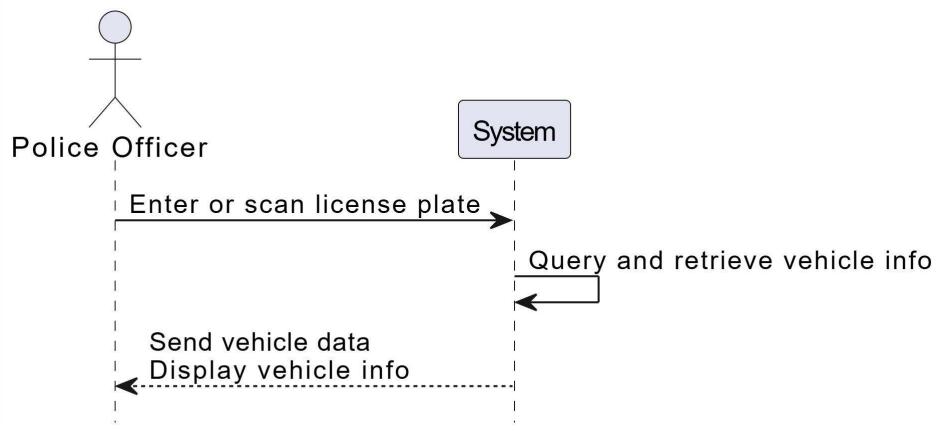 Police Officer
System
Enter or scan license plate
Query and retrieve vehicle info
Send vehicle data
Display vehicle info